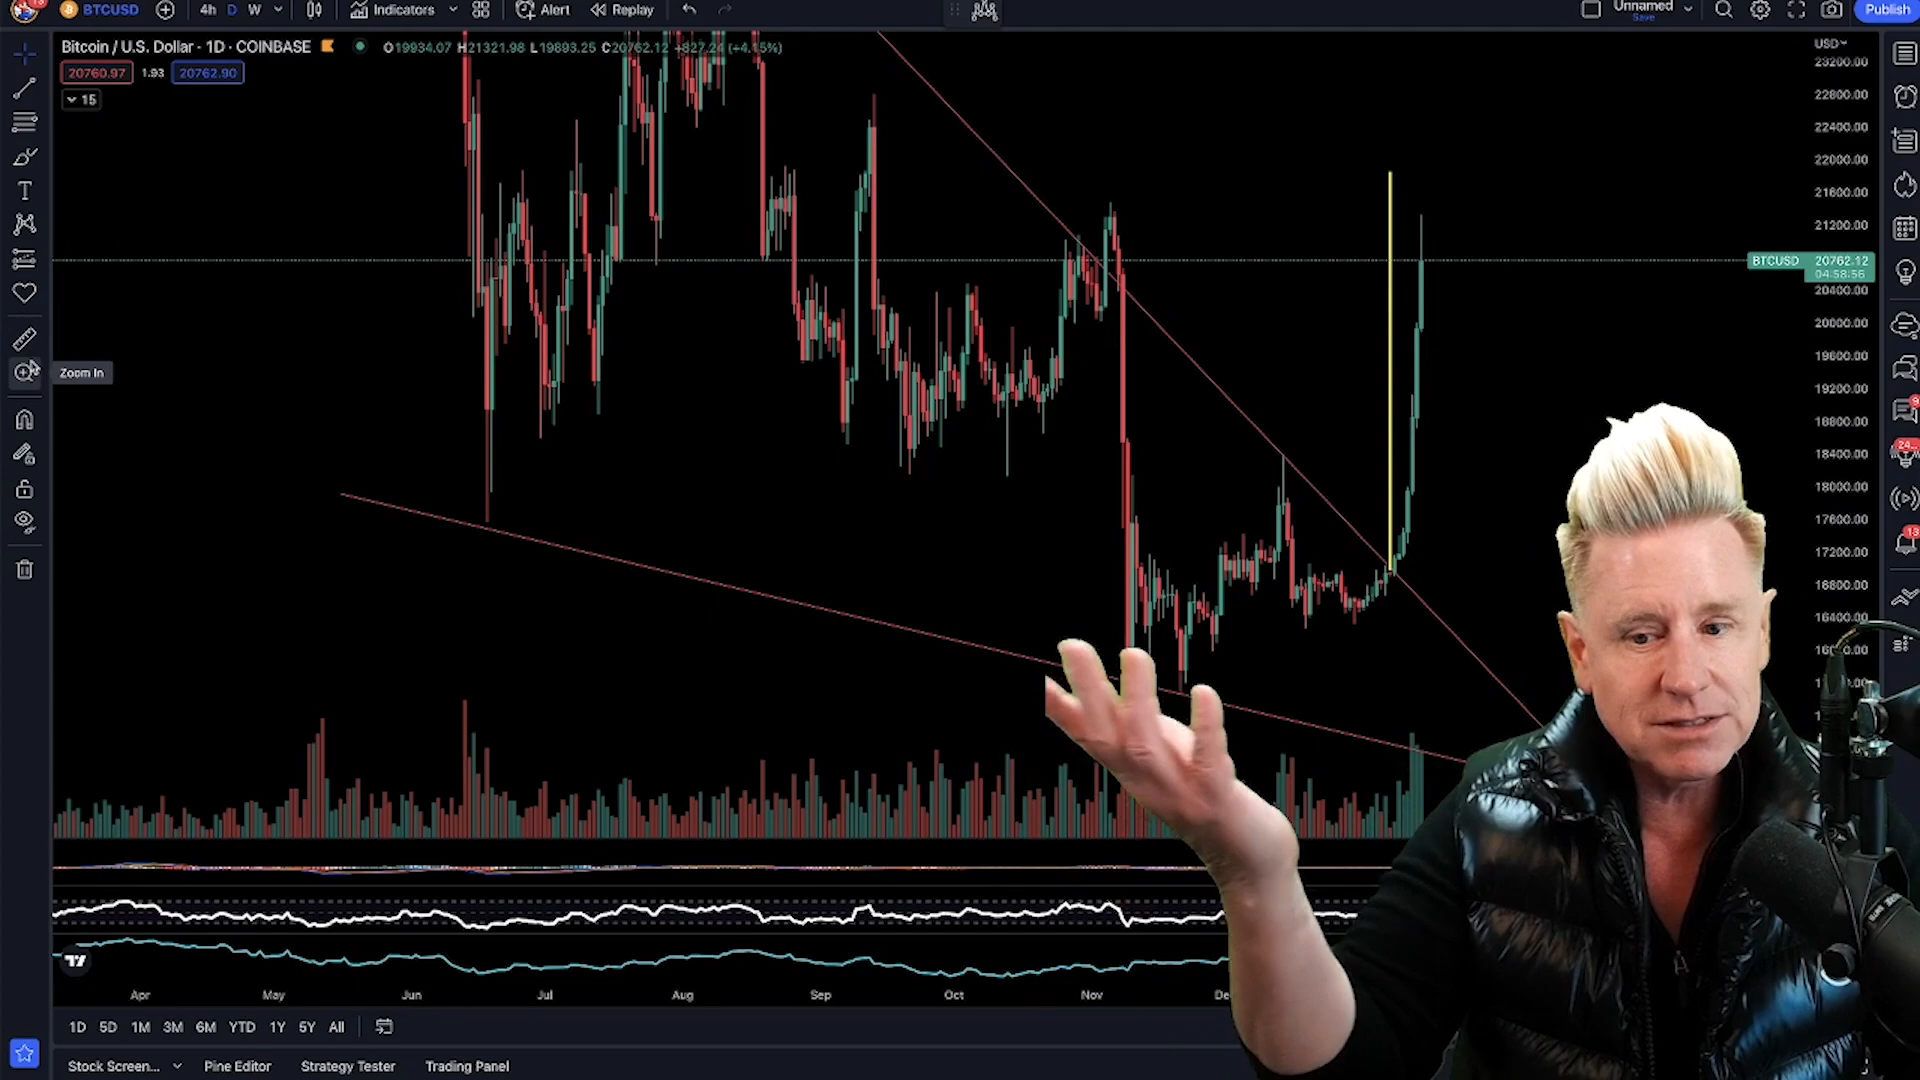 BTCUSD 4h D W Indicators Alert Replay Unnamed Save Publish
Bitcoin / U.S. Dollar · 1D · COINBASE O19934.07 H21321.98 L19893.25 C20762.12 +827.24 (+4.15%)
USD
20760.97 1.93 20762.90
15
23200.00
22800.00
22400.00
22000.00
21600.00
21200.00
BTCUSD 20762.12
04:58:56
20400.00
20000.00
19600.00
Zoom In
19200.00
18800.00
18400.00
18000.00
17600.00
17200.00
16800.00
16400.00
Apr May Jun Jul Aug Sep Oct Nov
1D 5D 1M 3M 6M YTD 1Y 5Y All
Stock Screen... Pine Editor Strategy Tester Trading Panel